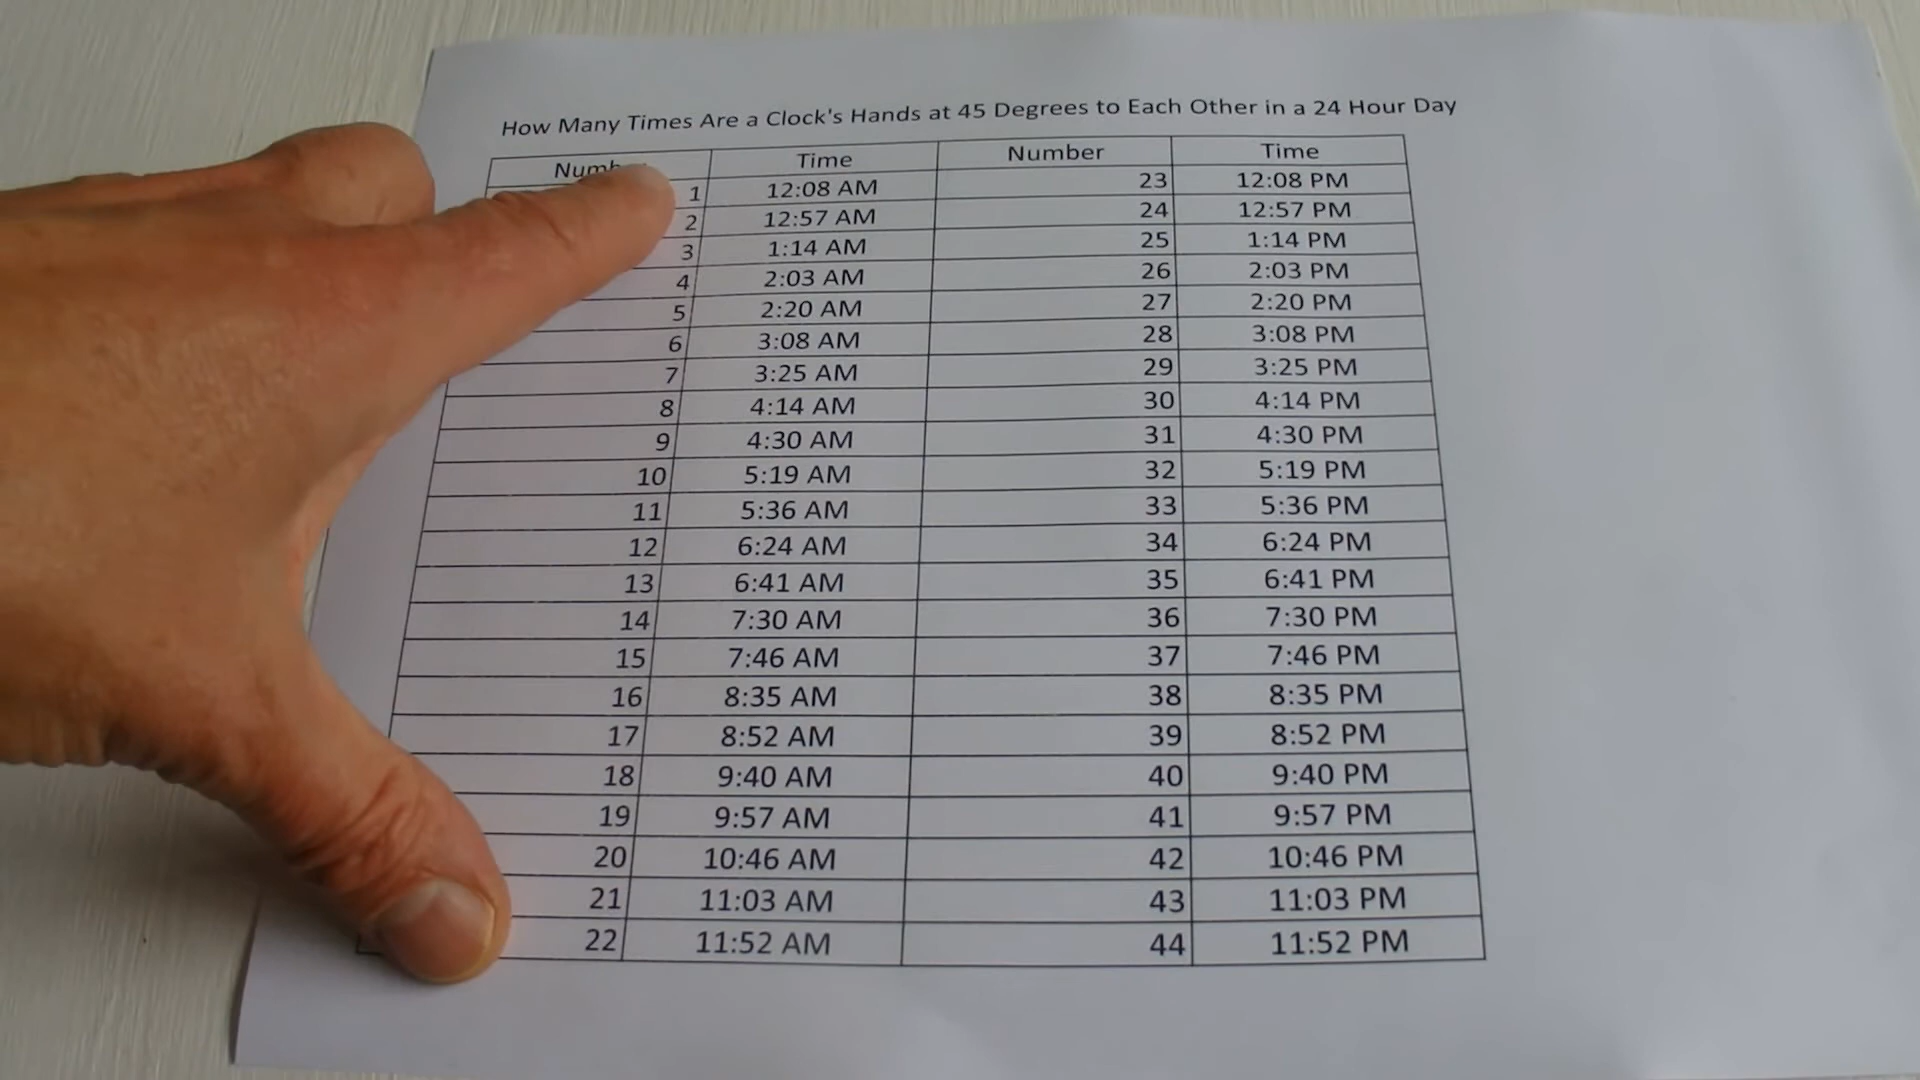 How Many Times Are a Clock's Hands at 45 Degrees to Each Other in a 24 Hour Day
Time Number Time
1 12:08 AM 23 12:08 PM
2 12:57 AM 24 12:57 PM
3 1:14 AM 25 1:14 PM
4 2:03 AM 26 2:03 PM
5 2:20 AM 27 2:20 PM
6 3:08 AM 28 3:08 PM
7 3:25 AM 29 3:25 PM
8 4:14 AM 30 4:14 PM
9 4:30 AM 31 4:30 PM
10 5:19 AM 32 5:19 PM
11 5:36 AM 33 5:36 PM
12 6:24 AM 34 6:24 PM
13 6:41 AM 35 6:41 PM
14 7:30 AM 36 7:30 PM
15 7:46 AM 37 7:46 PM
16 8:35 AM 38 8:35 PM
17 8:52 AM 39 8:52 PM
18 9:40 AM 40 9:40 PM
19 9:57 AM 41 9:57 PM
20 10:46 AM 42 10:46 PM
21 11:03 AM 43 11:03 PM
22 11:52 AM 44 11:52 PM